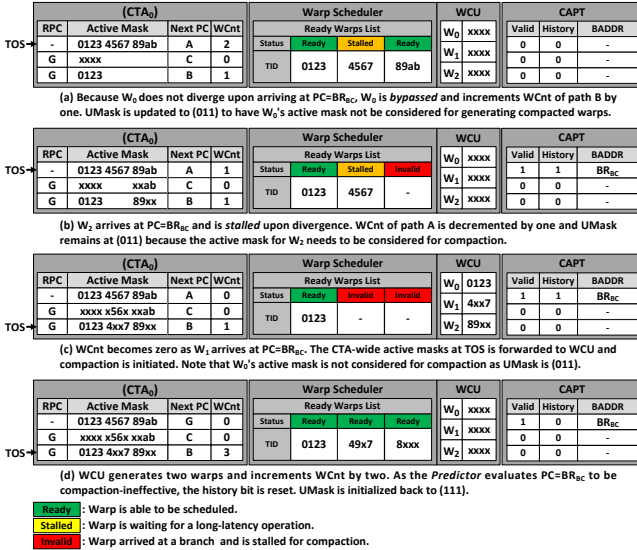 (CTA0) Warp Scheduler WCU CAPT
RPC Active Mask Next PC WCnt Ready Warps List W0 xxxx Valid History BADDR
TOS - 0123 4567 89ab A 2 Status Ready Stalled Ready W1 xxxx 0 0 -
G xxxx C 0 TID 0123 4567 89ab W2 xxxx 0 0 -
G 0123 B 1 0 0 -
(a) Because W0 does not diverge upon arriving at PC=BRBC, W0 is bypassed and increments WCnt of path B by
one. UMask is updated to (011) to have W0's active mask not be considered for generating compacted warps.
(CTA0) Warp Scheduler WCU CAPT
RPC Active Mask Next PC WCnt Ready Warps List W0 xxxx Valid History BADDR
TOS - 0123 4567 89ab A 1 Status Ready Stalled Invalid W1 xxxx 1 1 BRBC
G xxxx xxab C 0 TID 0123 4567 - W2 xxxx 0 0 -
G 0123 89xx B 1 0 0 -
(b) W2 arrives at PC=BRBC and is stalled upon divergence. WCnt of path A is decremented by one and UMask
remains at (011) because the active mask for W2 needs to be considered for compaction.
(CTA0) Warp Scheduler WCU CAPT
RPC Active Mask Next PC WCnt Ready Warps List W0 0123 Valid History BADDR
- 0123 4567 89ab A 0 Status Ready Invalid Invalid W1 4xx7 1 1 BRBC
G xxxx x56x xxab C 0 TID 0123 - - W2 89xx 0 0 -
TOS G 0123 4xx7 89xx B 1 0 0 -
(c) WCnt becomes zero as W1 arrives at PC=BRBC. The CTA-wide active masks at TOS is forwarded to WCU and
compaction is initiated. Note that W0's active mask is not considered for compaction as UMask is (011).
(CTA0) Warp Scheduler WCU CAPT
RPC Active Mask Next PC WCnt Ready Warps List W0 xxxx Valid History BADDR
- 0123 4567 89ab G 0 Status Ready Ready Ready W1 xxxx 1 0 BRBC
G xxxx x56x xxab C 0 TID 0123 49x7 8xxx W2 xxxx 0 0 -
TOS G 0123 4xx7 89xx B 3 0 0 -
(d) WCU generates two warps and increments WCnt by two. As the Predictor evaluates PC=BRBC to be
compaction-ineffective, the history bit is reset. UMask is initialized back to (111).
Ready : Warp is able to be scheduled.
Stalled : Warp is waiting for a long-latency operation.
Invalid : Warp arrived at a branch and is stalled for compaction.